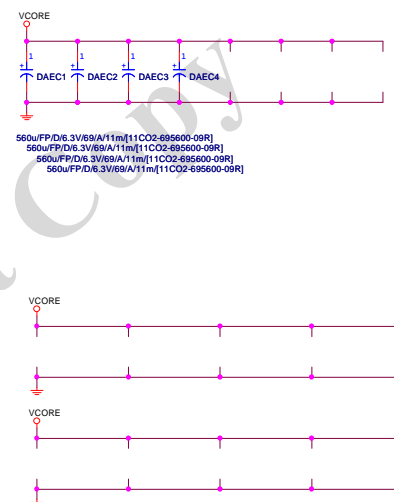 VCORE
1 1 1 1
+ DAEC1 + DAEC2 + DAEC3 + DAEC4
560u/FP/D/6.3V/69/A/11m/[11CO2-695600-09R]
560u/FP/D/6.3V/69/A/11m/[11CO2-695600-09R]
560u/FP/D/6.3V/69/A/11m/[11CO2-695600-09R]
560u/FP/D/6.3V/69/A/11m/[11CO2-695600-09R]
Copy
VCORE
VCORE